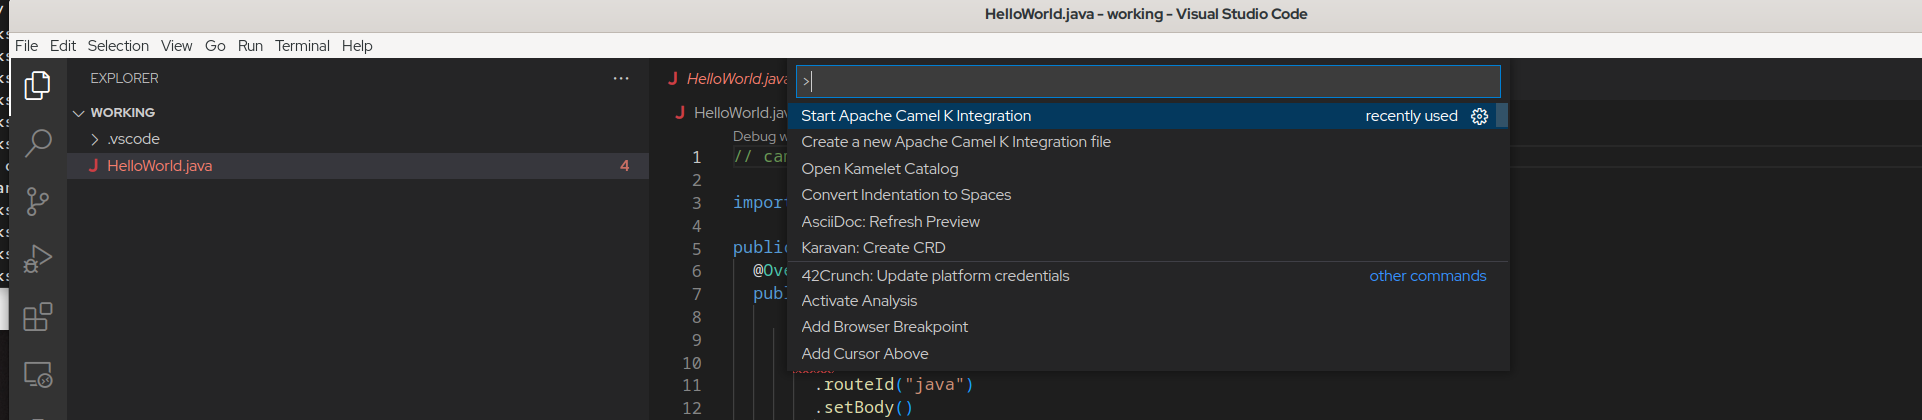 HelloWorld.java - working - Visual Studio Code
File Edit Selection View Go Run Terminal Help
EXPLORER ...
WORKING
.vscode
HelloWorld.java 4
HelloWorld.java
HelloWorld.jav
Debug
1 // ca
2
3 impor
4
5 public
6 @Ove
7 publ
8
9
10
11 .routeId("java")
12 .setBody()
>
Start Apache Camel K Integration recently used
Create a new Apache Camel K Integration file
Open Kamelet Catalog
Convert Indentation to Spaces
AsciiDoc: Refresh Preview
Karavan: Create CRD
42Crunch: Update platform credentials other commands
Activate Analysis
Add Browser Breakpoint
Add Cursor Above